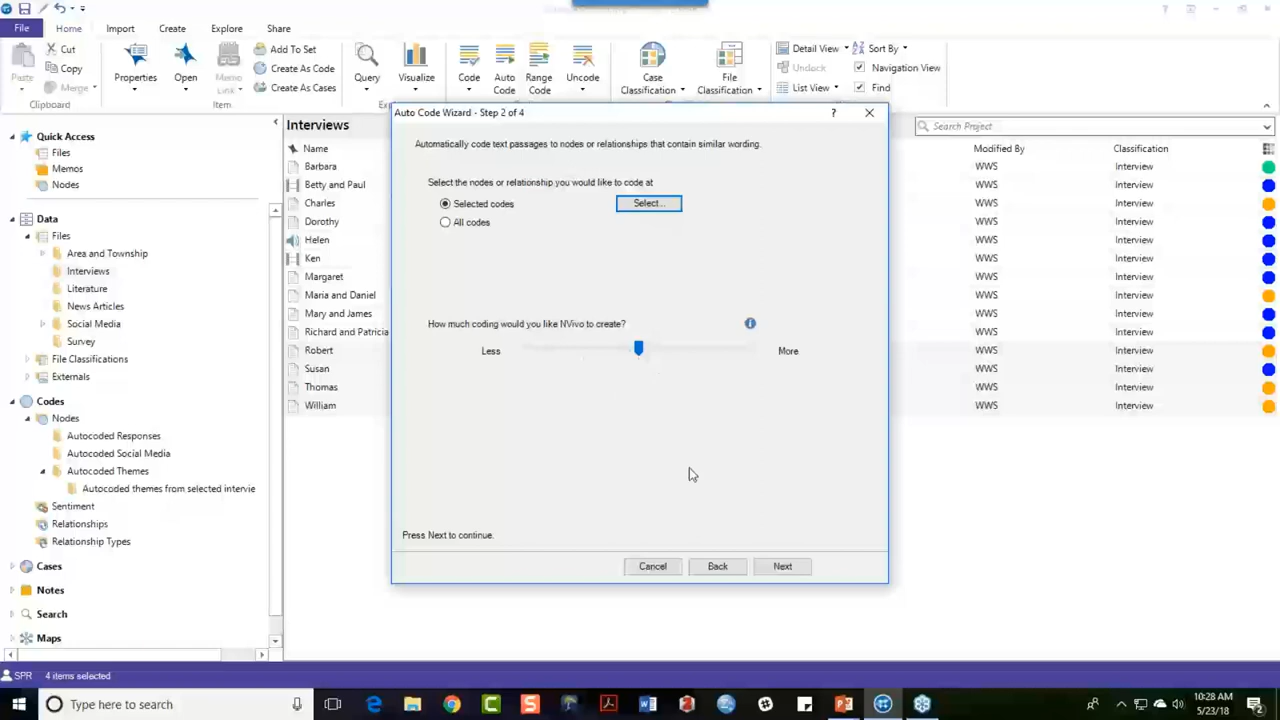 File Home Import Create Explore Share
Cut
Copy
Merge
Paste
Clipboard
Properties
Open
Memo Link
Add To Set
Create As Code
Create As Cases
Item
Query
Visualize
Code
Auto Code
Range Code
Uncode
Case Classification
File Classification
Detail View
Sort By
Undock
Navigation View
List View
Find
Quick Access
Files
Memos
Nodes
Data
Files
Area and Township
Interviews
Literature
News Articles
Social Media
Survey
File Classifications
Externals
Codes
Nodes
Autocoded Responses
Autocoded Social Media
Autocoded Themes
Autocoded themes from selected intervie
Sentiment
Relationships
Relationship Types
Cases
Notes
Search
Maps
Interviews
Search Project
Name
Modified By
Classification
Barbara WWS Interview
Betty and Paul WWS Interview
Charles WWS Interview
Dorothy WWS Interview
Helen WWS Interview
Ken WWS Interview
Margaret WWS Interview
Maria and Daniel WWS Interview
Mary and James WWS Interview
Richard and Patricia WWS Interview
Robert WWS Interview
Susan WWS Interview
Thomas WWS Interview
William WWS Interview
Auto Code Wizard - Step 2 of 4
?
Automatically code text passages to nodes or relationships that contain similar wording.
Select the nodes or relationship you would like to code at
Selected codes
Select...
All codes
How much coding would you like NVivo to create?
Less
More
Press Next to continue.
Cancel
Back
Next
SPR 4 items selected
Type here to search
10:28 AM
5/23/18